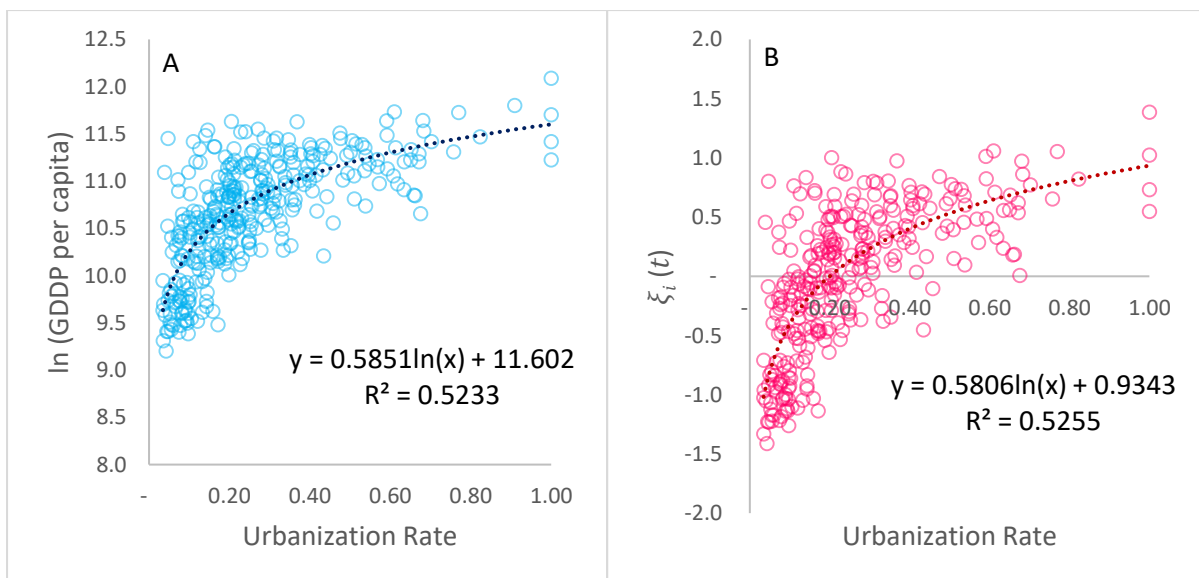 A
ln (GDDP per capita)
12.5
12.0
11.5
11.0
10.5
10.0
9.5
9.0
8.5
8.0
y = 0.5851ln(x) + 11.602
R² = 0.5233
- 0.20 0.40 0.60 0.80 1.00
Urbanization Rate
B
ξᵢ (t)
2.0
1.5
1.0
0.5
-
-0.5
-1.0
-1.5
-2.0
- 0.20 0.40 0.60 0.80 1.00
y = 0.5806ln(x) + 0.9343
R² = 0.5255
Urbanization Rate